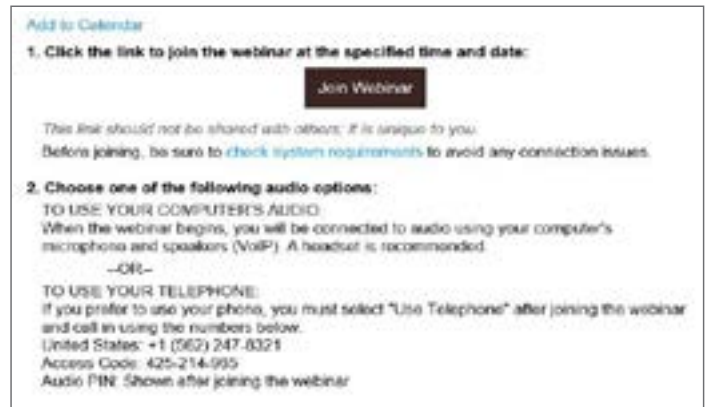 Add to Calendar
1. Click the link to join the webinar at the specified time and date:
Join Webinar
This link should not be shared with others; it is unique to you.
Before joining, be sure to check system requirements to avoid any connection issues.
2. Choose one of the following audio options:
TO USE YOUR COMPUTER'S AUDIO:
When the webinar begins, you will be connected to audio using your computer's
microphone and speakers (VoIP). A headset is recommended.
--OR--
TO USE YOUR TELEPHONE:
If you prefer to use your phone, you must select "Use Telephone" after joining the webinar
and call in using the numbers below.
United States: +1 (562) 247-8321
Access Code: 425-214-965
Audio PIN: Shown after joining the webinar